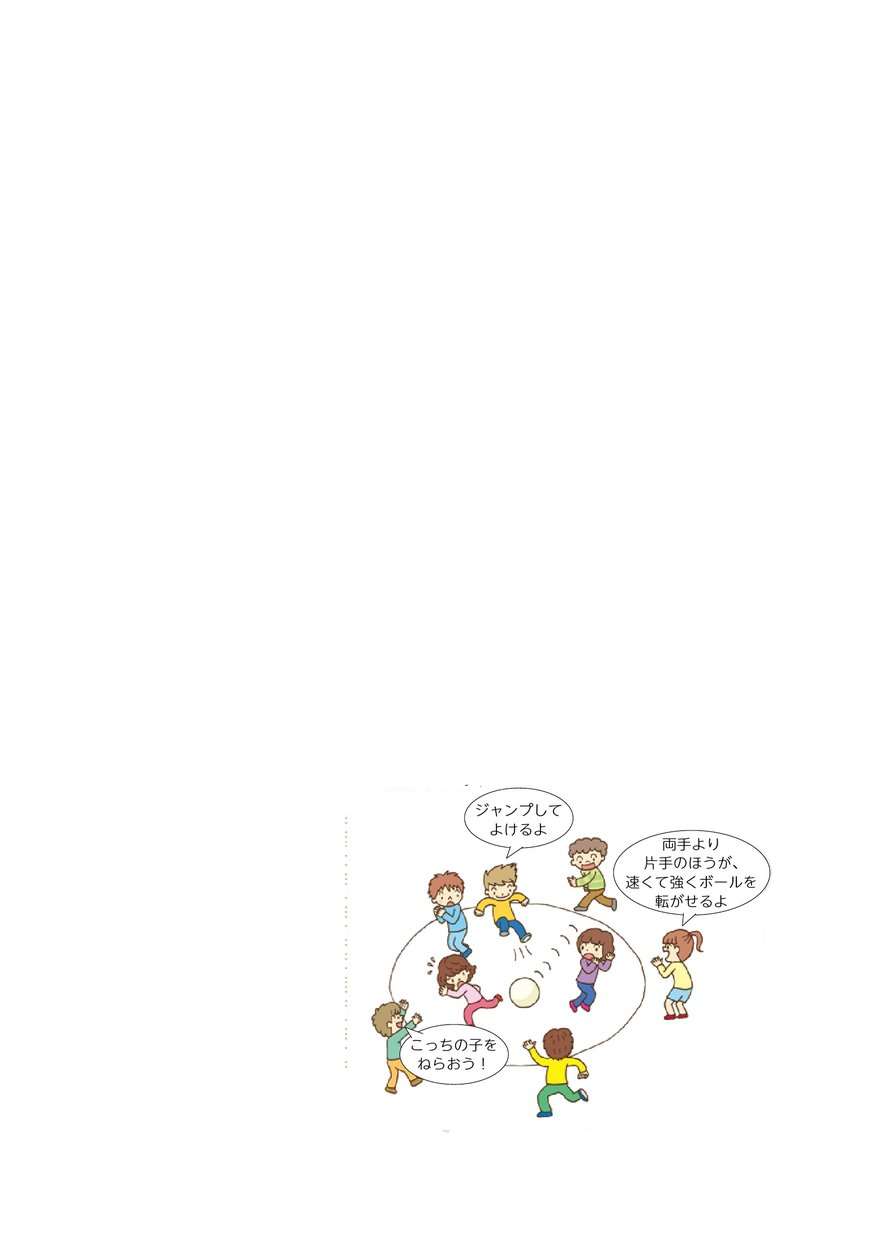 ジャンプして
よけるよ
両手より
片手のほうが、
速くて強くボールを
転がせるよ
こっちの子を
ねらおう！